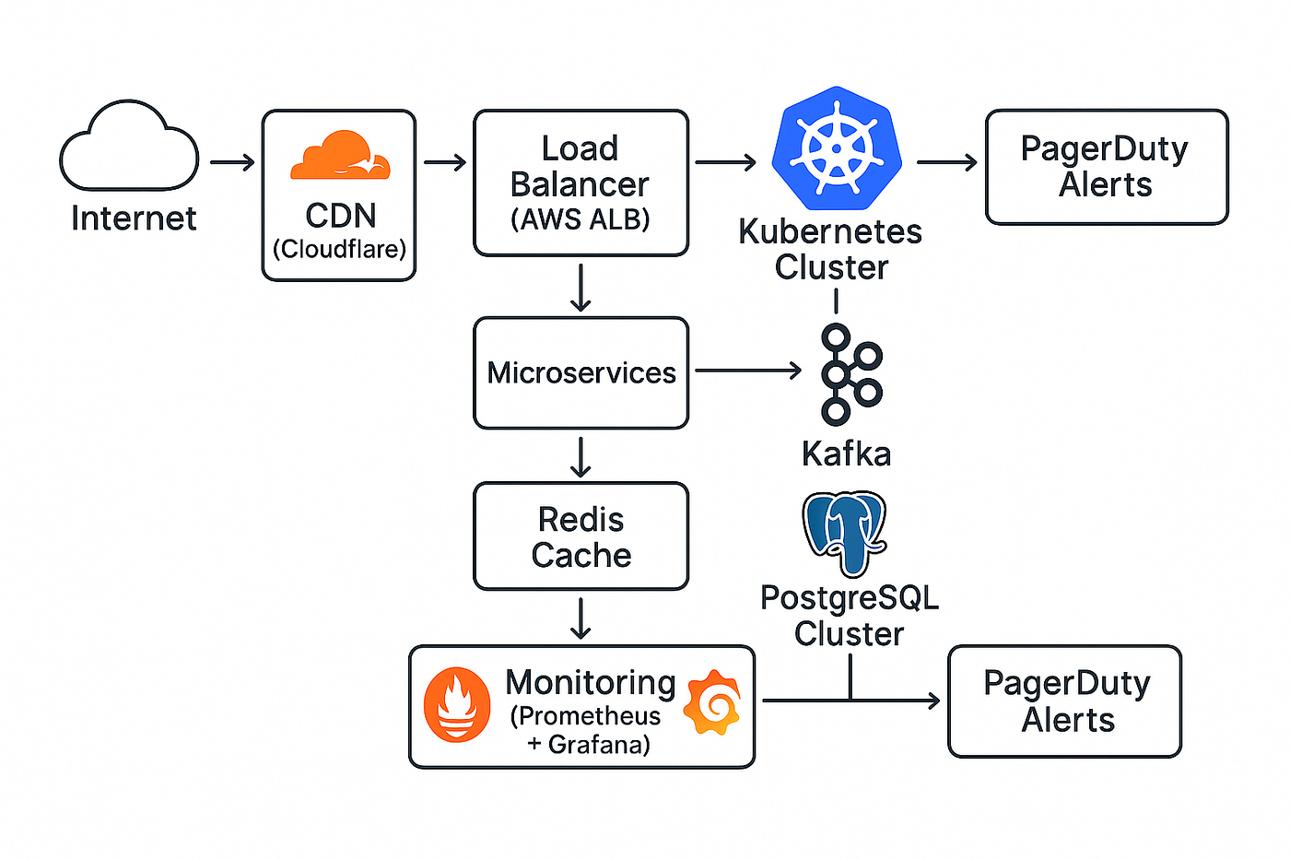 Internet
CDN
(Cloudflare)
Load
Balancer
(AWS ALB)
Kubernetes
Cluster
PagerDuty
Alerts
Microservices
Kafka
Redis
Cache
PostgreSQL
Cluster
Monitoring
(Prometheus
+ Grafana)
PagerDuty
Alerts